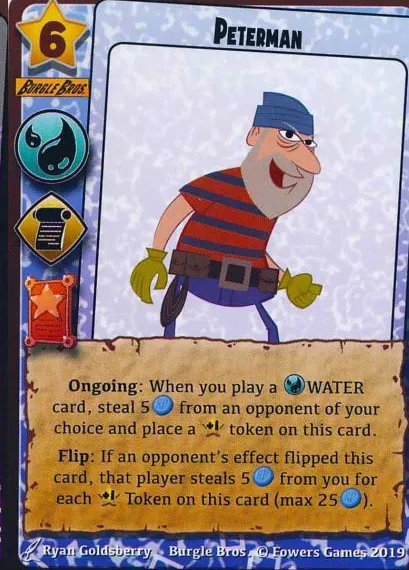 6
PETERMAN
BURGLE BROS.
Ongoing: When you play a WATER
card, steal 5 from an opponent of your
choice and place a +1 token on this card.
Flip: If an opponent's effect flipped this
card, that player steals 5 from you for
each +1 Token on this card (max 25).
Ryan Goldsberry Burgle Bros. © Fowers Games 2019